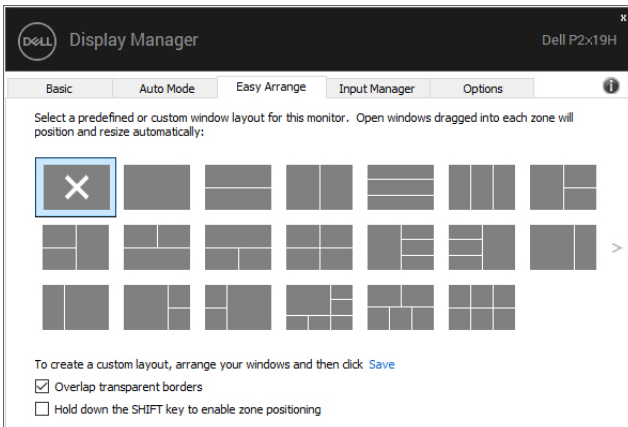 x
DELL Display Manager Dell P2x19H
Basic Auto Mode Easy Arrange Input Manager Options i
Select a predefined or custom window layout for this monitor. Open windows dragged into each zone will
position and resize automatically:
>
To create a custom layout, arrange your windows and then click Save
Overlap transparent borders
Hold down the SHIFT key to enable zone positioning